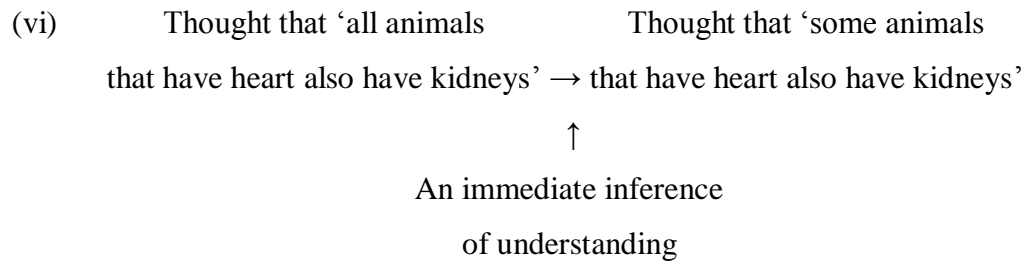 (vi) Thought that ‘all animals Thought that ‘some animals
that have heart also have kidneys’ → that have heart also have kidneys’
↑
An immediate inference
of understanding